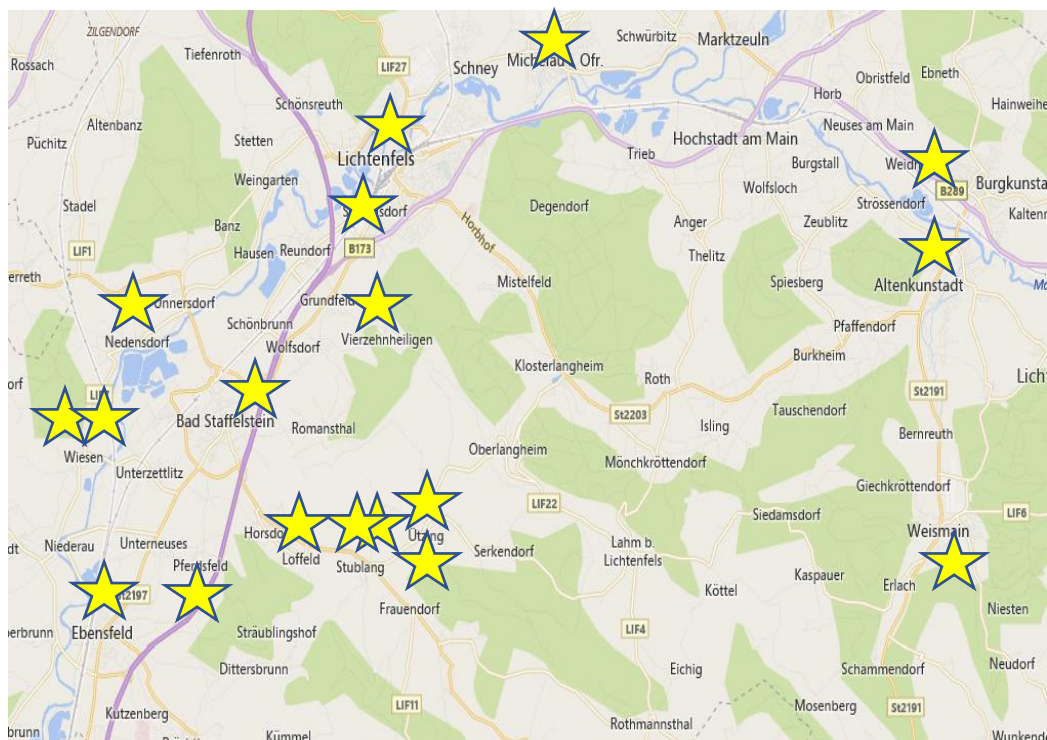 ZILGENDORF
Tiefenroth
Rossach
LIF27
Schney
Schwürbitz
Marktzeuln
Obristfeld
Ebneth
Hainweihe
Altenbanz
Schönsreuth
Horb
Neuses am Main
Püchitz
Stetten
Lichtenfels
Hochstadt am Main
Trieb
Burgstall
Weingarten
Wolfsloch
B289
Burgkunsta
Stadel
Degendorf
Strössendorf
Banz
Horbhof
Anger
Zeublitz
Kaltenr
LIF1
Hausen
Reundorf
B173
Thelitz
Mistelfeld
Spiesberg
Altenkunstadt
Grundfeld
Nedensdorf
Schönbrunn
Vierzehnheiligen
Pfaffendorf
Wolfsdorf
Burkheim
Klosterlangheim
Roth
St2191
Licht
Tauschendorf
St2203
Bad Staffelstein
Romansthal
Isling
Bernreuth
Wiesen
Oberlangheim
Mönchkröttendorf
Unterzettlitz
Giechkröttendorf
LIF22
Siedamsdorf
LIF6
Weismain
Lahm b.
Lichtenfels
Niederau
Unterneuses
Loffeld
Stublang
Serkendorf
Kaspauer
Erlach
Köttel
St2197
Frauendorf
Niesten
Ebensfeld
Sträublingshof
LIF4
Dittersbrunn
Eichig
Schammendorf
Neudorf
LIF11
Mosenberg
St2191
Kutzenberg
Rothmannsthal
Kümmel